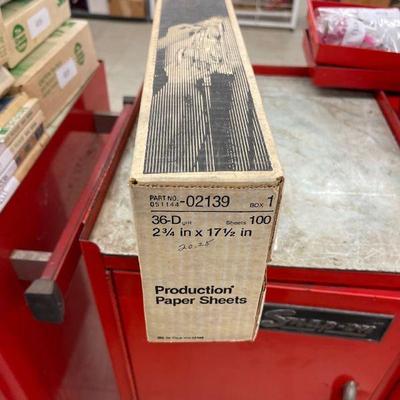 PART NO.
051144-02139 BOX 1
36-D WT. Sheets 100
2¾ in x 17½ in
20.25
Production*
Paper Sheets
Snap-on